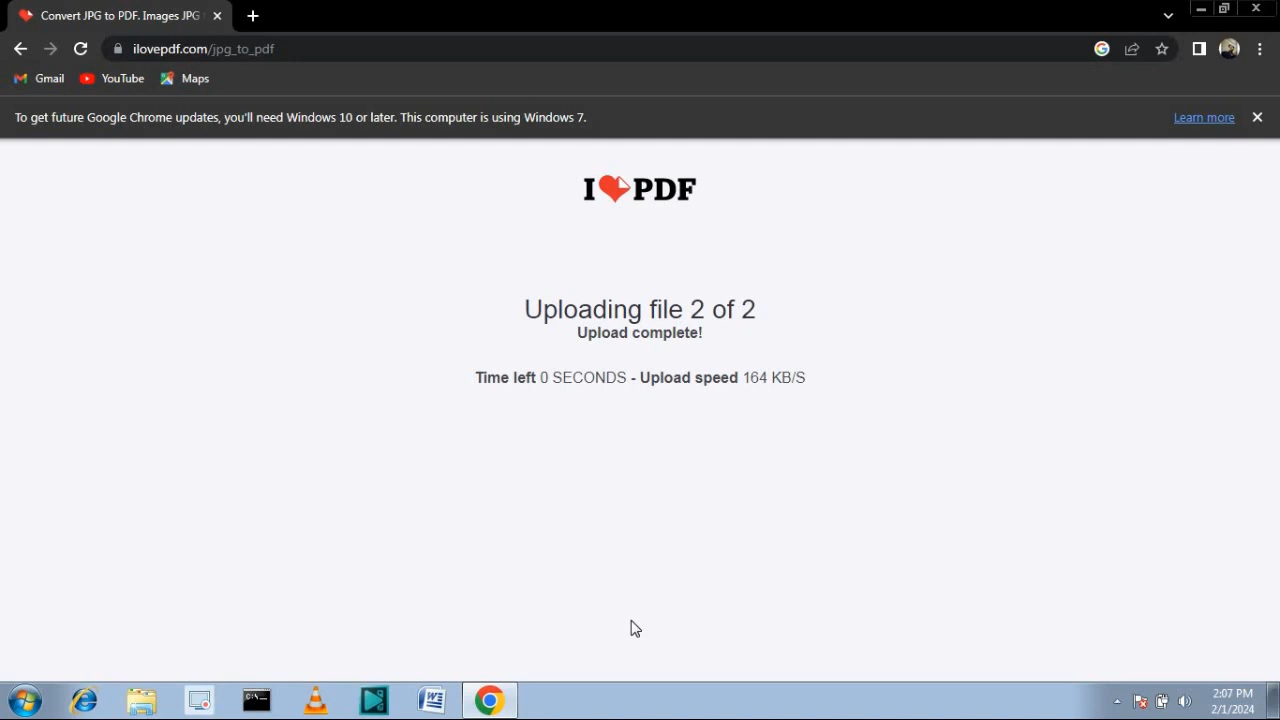 Convert JPG to PDF. Images JPG
ilovepdf.com/jpg_to_pdf
Gmail YouTube Maps
To get future Google Chrome updates, you'll need Windows 10 or later. This computer is using Windows 7.
Learn more
I PDF
Uploading file 2 of 2
Upload complete!
Time left 0 SECONDS - Upload speed 164 KB/S
2:07 PM
2/1/2024